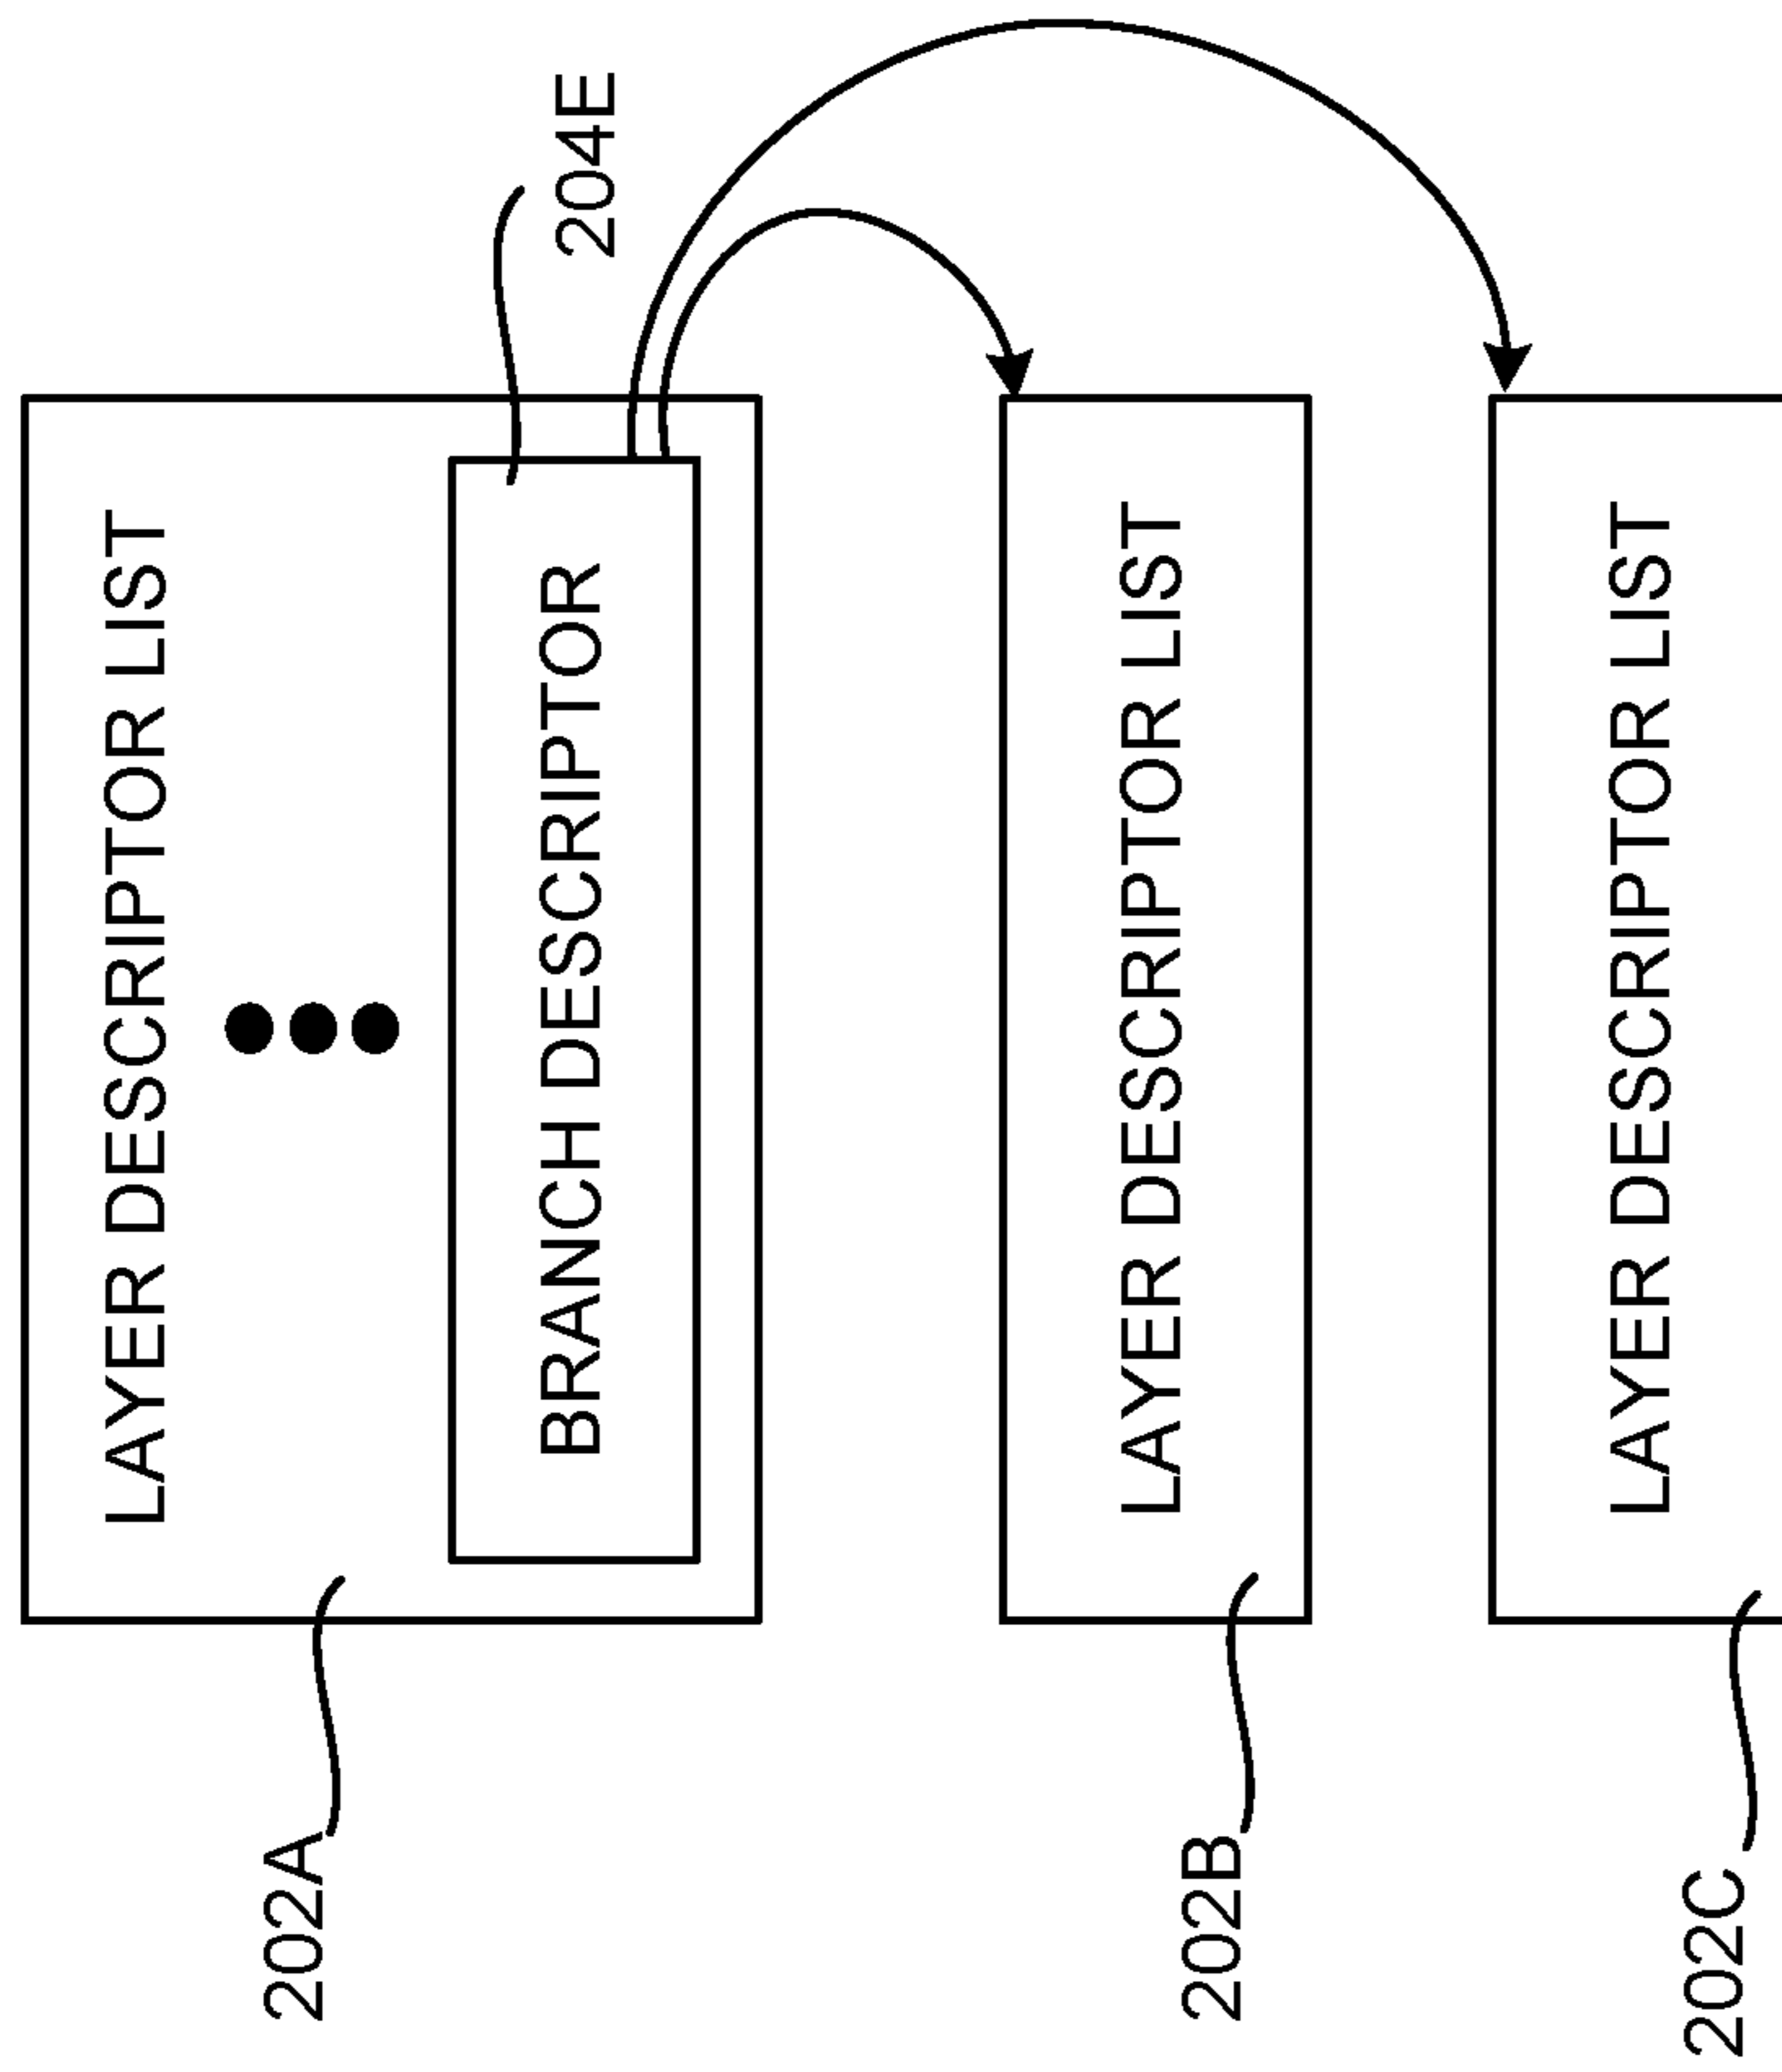 LAYER DESCRIPTOR LIST
202A
BRANCH DESCRIPTOR
204E
LAYER DESCRIPTOR LIST
202B
LAYER DESCRIPTOR LIST
202C